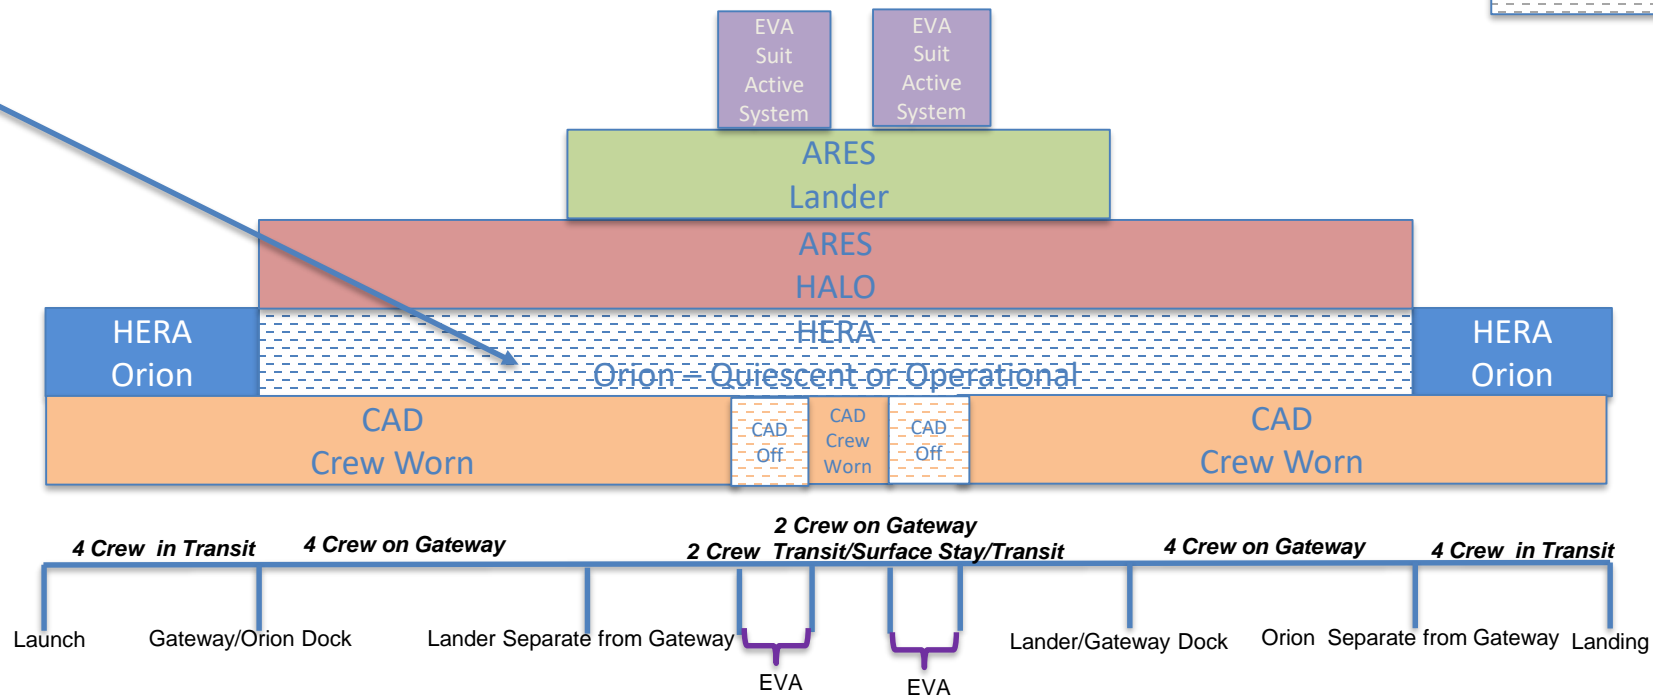 EVA
Suit
Active
System
EVA
Suit
Active
System
ARES
Lander
ARES
HALO
HERA
Orion
HERA
Orion – Quiescent or Operational
HERA
Orion
CAD
Crew Worn
CAD
Off
CAD
Crew
Worn
CAD
Off
CAD
Crew Worn
4 Crew in Transit
4 Crew on Gateway
2 Crew on Gateway
2 Crew Transit/Surface Stay/Transit
4 Crew on Gateway
4 Crew in Transit
Launch
Gateway/Orion Dock
Lander Separate from Gateway
EVA
EVA
Lander/Gateway Dock
Orion Separate from Gateway
Landing